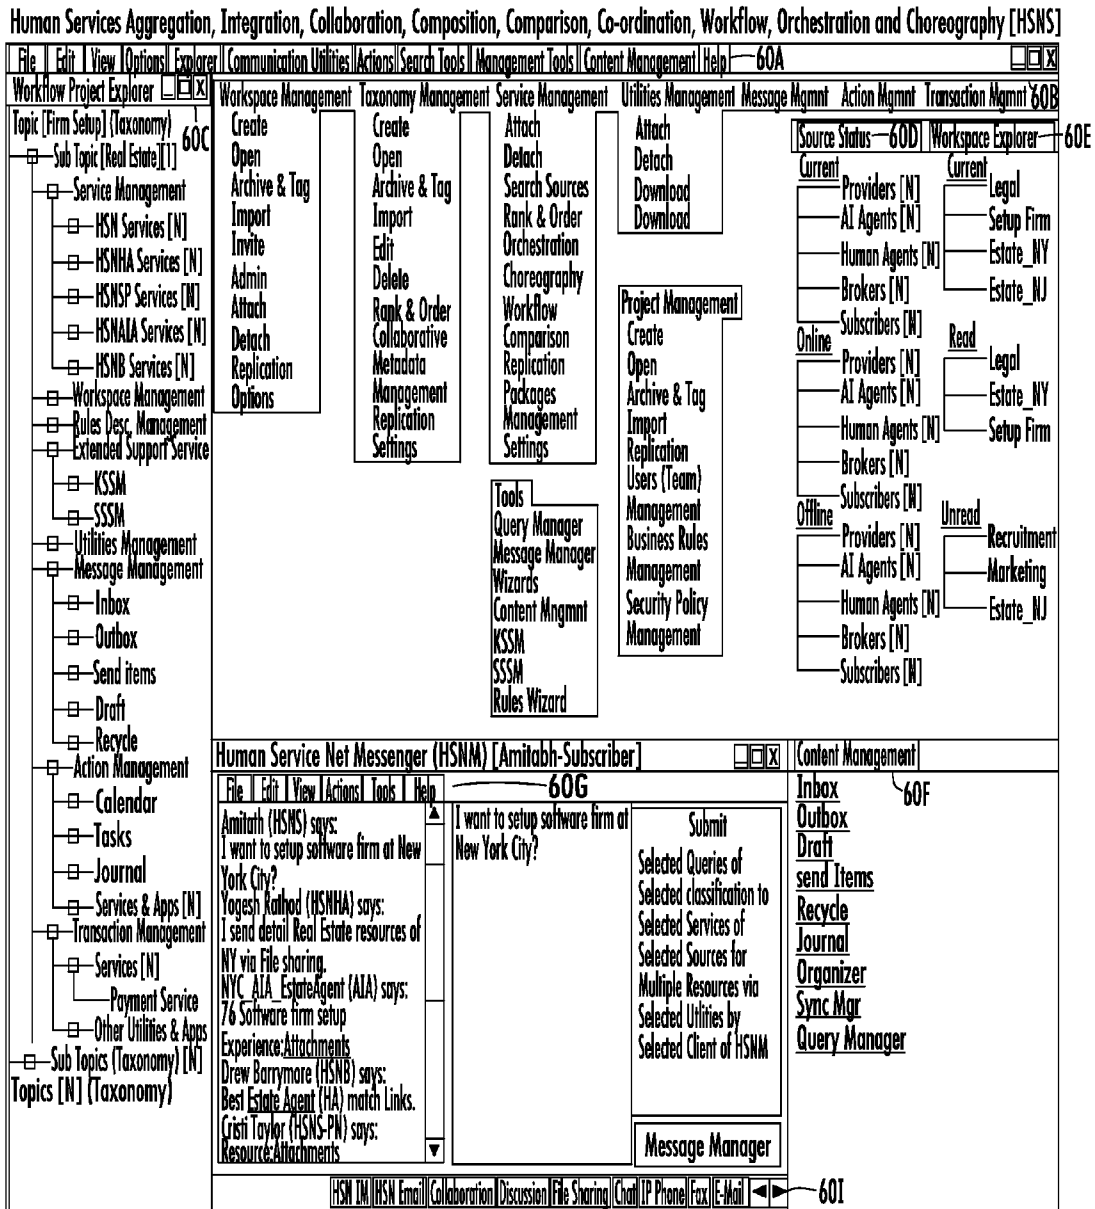 Human Services Aggregation, Integration, Collaboration, Composition, Comparison, Co-ordination, Workflow, Orchestration and Choreography [HSNS]
File Edit View Options Explorer Communication Utilities Actions Search Tools Management Tools Content Management Help 60A
Workflow Project Explorer
60C
Topic [Firm Setup] (Taxonomy)
Sub Topic [Real Estate][1]
Service Management
HSN Services [N]
HSNHA Services [N]
HSNSP Services [N]
HSNAIA Services [N]
HSNB Services [N]
Workspace Management
Rules Desc. Management
Extended Support Service
KSSM
SSSM
Utilities Management
Message Management
Inbox
Outbox
Send items
Draft
Recycle
Action Management
Calendar
Tasks
Journal
Services & Apps [N]
Transaction Management
Services [N]
Payment Service
Other Utilities & Apps
Sub Topics (Taxonomy) [N]
Topics [N] (Taxonomy)
Workspace Management
Create
Open
Archive & Tag
Import
Invite
Admin
Attach
Detach
Replication
Options
Taxonomy Management
Create
Open
Archive & Tag
Import
Edit
Delete
Rank & Order
Collaborative
Metadata
Management
Replication
Settings
Service Management
Attach
Detach
Search Sources
Rank & Order
Orchestration
Choreography
Workflow
Comparison
Replication
Packages
Management
Settings
Tools
Query Manager
Message Manager
Wizards
Content Mngmnt
KSSM
SSSM
Rules Wizard
Utilities Management
Attach
Detach
Download
Download
Project Management
Create
Open
Archive & Tag
Import
Replication
Users (Team)
Management
Business Rules
Management
Security Policy
Management
Message Mgmnt Action Mgmnt Transaction Mgmnt 60B
Source Status 60D
Current
Providers [N]
AI Agents [N]
Human Agents [N]
Brokers [N]
Subscribers [N]
Online
Providers [N]
AI Agents [N]
Human Agents [N]
Brokers [N]
Subscribers [N]
Offline
Providers [N]
AI Agents [N]
Human Agents [N]
Brokers [N]
Subscribers [N]
Workspace Explorer 60E
Current
Legal
Setup Firm
Estate_NY
Estate_NJ
Read
Legal
Estate_NY
Setup Firm
Unread
Recruitment
Marketing
Estate_NJ
Human Service Net Messenger (HSNM) [Amitabh-Subscriber]
File Edit View Actions Tools Help 60G
Amitath (HSNS) says:
I want to setup software firm at New
York City?
Yogesh Rathod (HSNHA) says:
I send detail Real Estate resources of
NY via File sharing.
NYC_AIA_EstateAgent (AIA) says:
76 Software firm setup
Experience:Attachments
Drew Barrymore (HSNB) says:
Best Estate Agent (HA) match Links.
Cristi Taylor (HSNS-PN) says:
Resource:Attachments
I want to setup software firm at
New York City?
Submit
Selected Queries of
Selected classification to
Selected Services of
Selected Sources for
Multiple Resources via
Selected Utlities by
Selected Client of HSNM
Message Manager
Content Management
60F
Inbox
Outbox
Draft
send Items
Recycle
Journal
Organizer
Sync Mgr
Query Manager
HSN IM HSN Email Collaboration Discussion File Sharing Chat IP Phone Fax E-Mail 60I